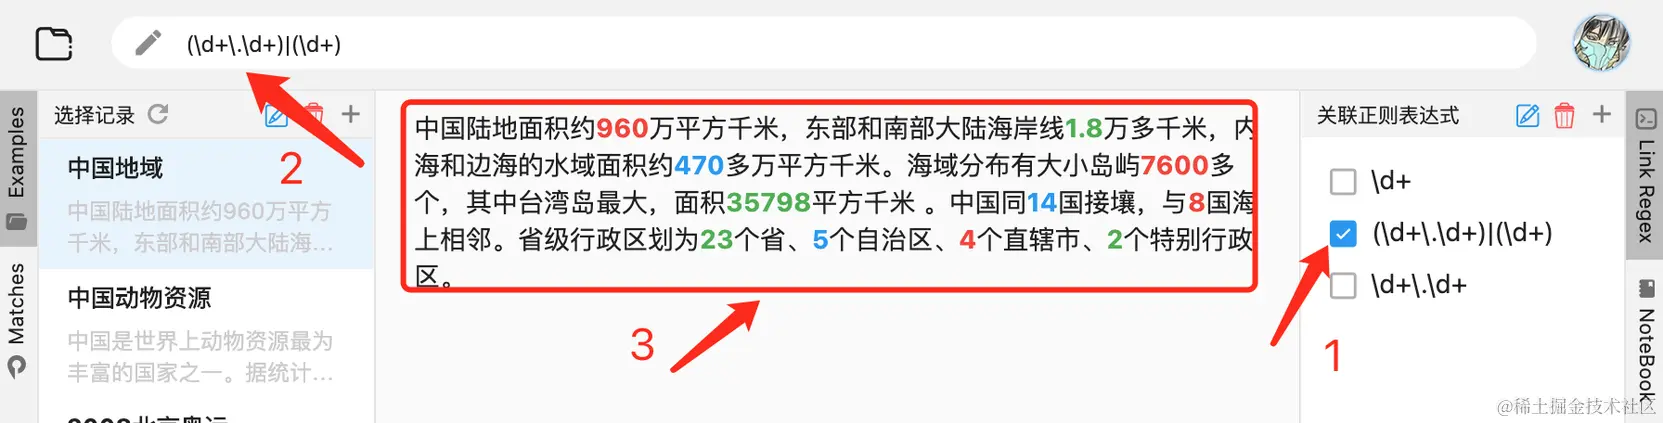 (\d+\.\d+)|(\d+)
Examples
Matches
选择记录
中国地域
中国陆地面积约960万平方
千米，东部和南部大陆海...
中国动物资源
中国是世界上动物资源最为
丰富的国家之一。据统计...
2008北京奥运
2
中国陆地面积约960万平方千米，东部和南部大陆海岸线1.8万多千米，内
海和边海的水域面积约470多万平方千米。海域分布有大小岛屿7600多
个，其中台湾岛最大，面积35798平方千米 。中国同14国接壤，与8国海
上相邻。省级行政区划为23个省、5个自治区、4个直辖市、2个特别行政
区。
3
关联正则表达式
\d+
(\d+\.\d+)|(\d+)
\d+\.\d+
1
Link Regex
NoteBook
@稀土掘金技术社区